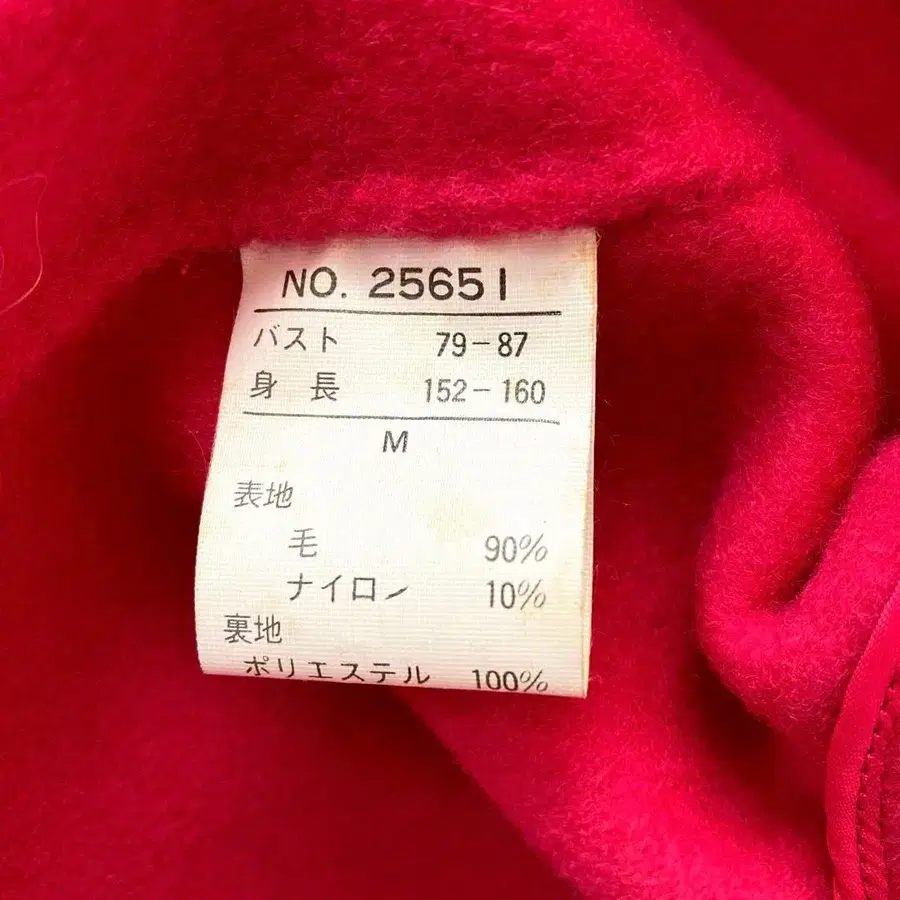 NO. 25651
バスト 79-87
身長 152-160
M
表地
毛 90%
ナイロン 10%
裏地
ポリエステル 100%